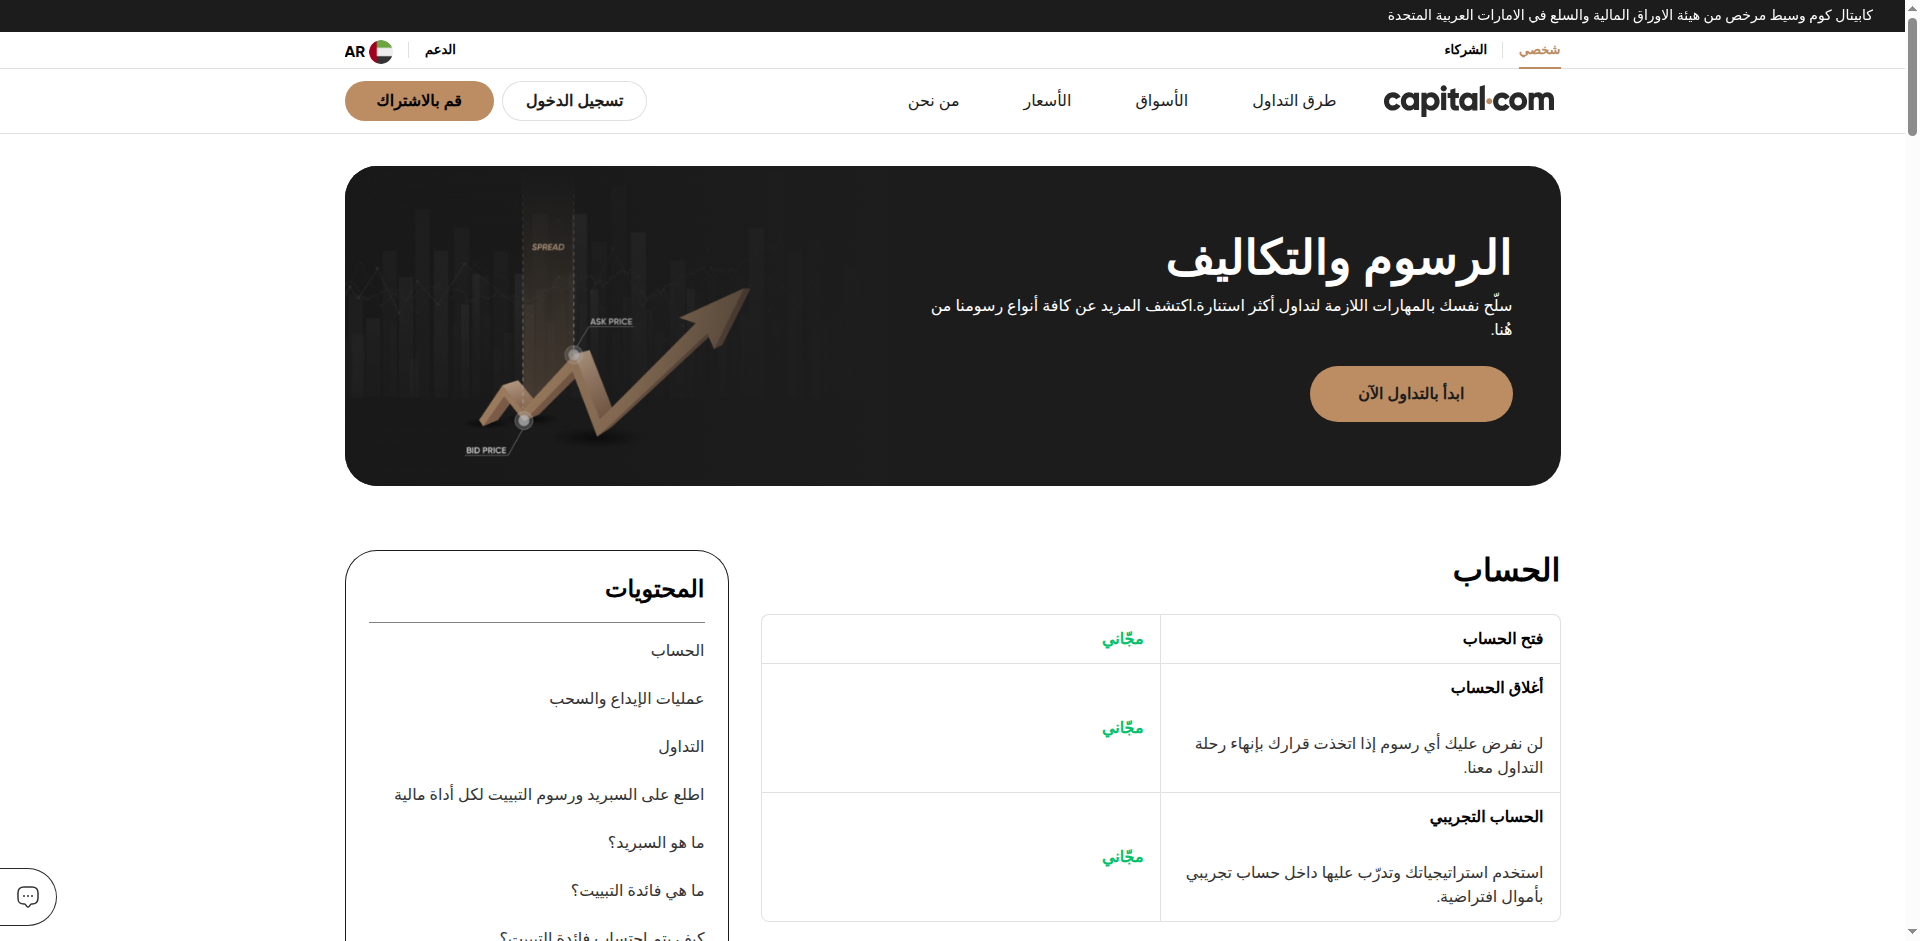 كابيتال كوم وسيط مرخص من هيئة الاوراق المالية والسلع في الامارات العربية المتحدة
شخصي
الشركاء
الدعم
AR
capital.com
طرق التداول
الأسواق
الأسعار
من نحن
تسجيل الدخول
قم بالاشتراك
الرسوم والتكاليف
سلّح نفسك بالمهارات اللازمة لتداول أكثر استنارة.اكتشف المزيد عن كافة أنواع رسومنا من
هُنا.
ابدأ بالتداول الآن
SPREAD
ASK PRICE
BID PRICE
الحساب
فتح الحساب
مجّاني
أغلاق الحساب
لن نفرض عليك أي رسوم إذا اتخذت قرارك بإنهاء رحلة
التداول معنا.
مجّاني
الحساب التجريبي
استخدم استراتيجياتك وتدرّب عليها داخل حساب تجريبي
بأموال افتراضية.
مجّاني
المحتويات
الحساب
عمليات الإيداع والسحب
التداول
اطلع على السبريد ورسوم التبييت لكل أداة مالية
ما هو السبريد؟
ما هي فائدة التبييت؟
كيف يتم احتساب فائدة التبييت؟